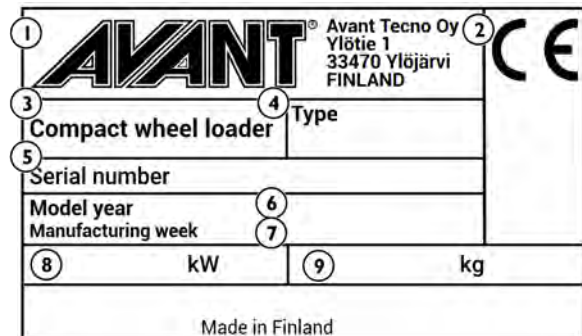 1
AVANT®
Avant Tecno Oy
Ylötie 1
33470 Ylöjärvi
FINLAND
2
CE
3
Compact wheel loader
4
Type
5
Serial number
Model year 6
Manufacturing week 7
8 kW
9 kg
Made in Finland